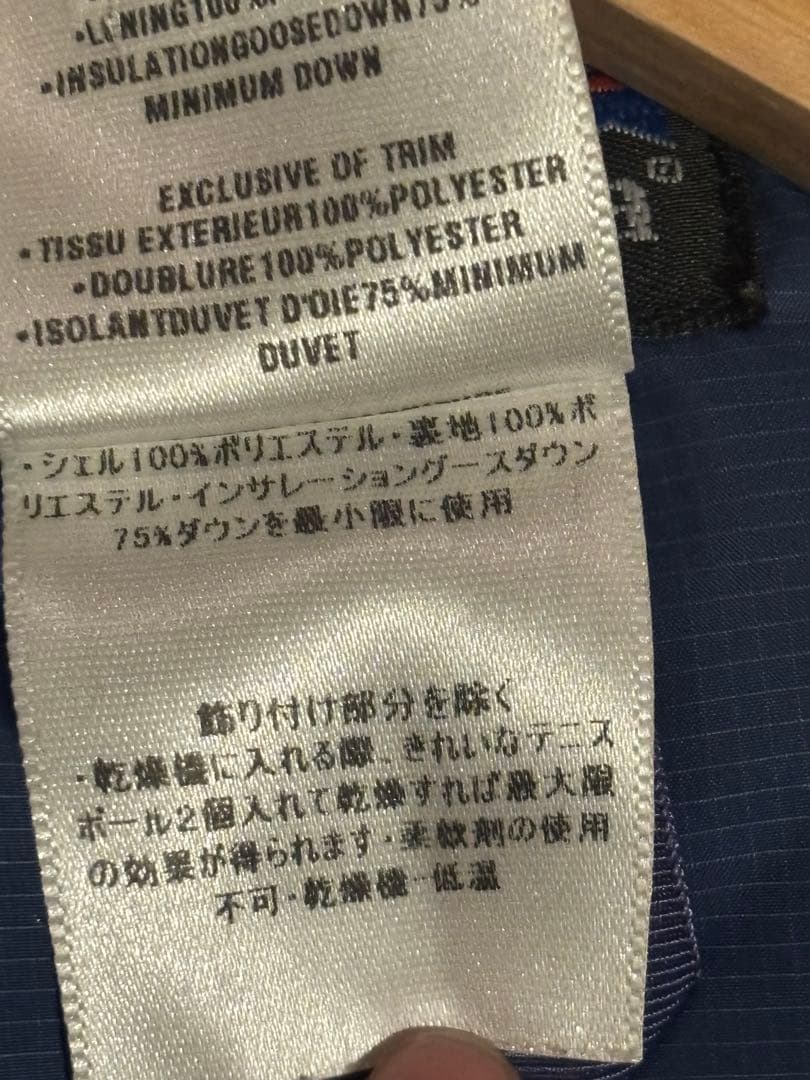 •LINING100%
•INSULATIONGOOSEDOWN75%
MINIMUM DOWN
EXCLUSIVE OF TRIM
•TISSU EXTERIEUR100%POLYESTER
•DOUBLURE100%POLYESTER
•ISOLANTDUVET D'OIE75%MINIMUM
DUVET
・シェル100%ポリエステル・裏地100%ポ
リエステル・インサレーショングースダウン
75%ダウンを最小限に使用
飾り付け部分を除く
・乾燥機に入れる際、きれいなテニス
ボール2個入れて乾燥すれば最大限
の効果が得られます・柔軟剤の使用
不可・乾燥機-低温
a®